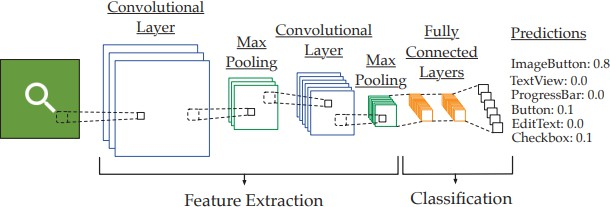 Convolutional
Layer
Max
Pooling
Convolutional
Layer
Max
Pooling
Fully
Connected
Layers
Predictions
ImageButton: 0.8
TextView: 0.0
ProgressBar: 0.0
Button: 0.1
EditText: 0.0
Checkbox: 0.1
Feature Extraction
Classification